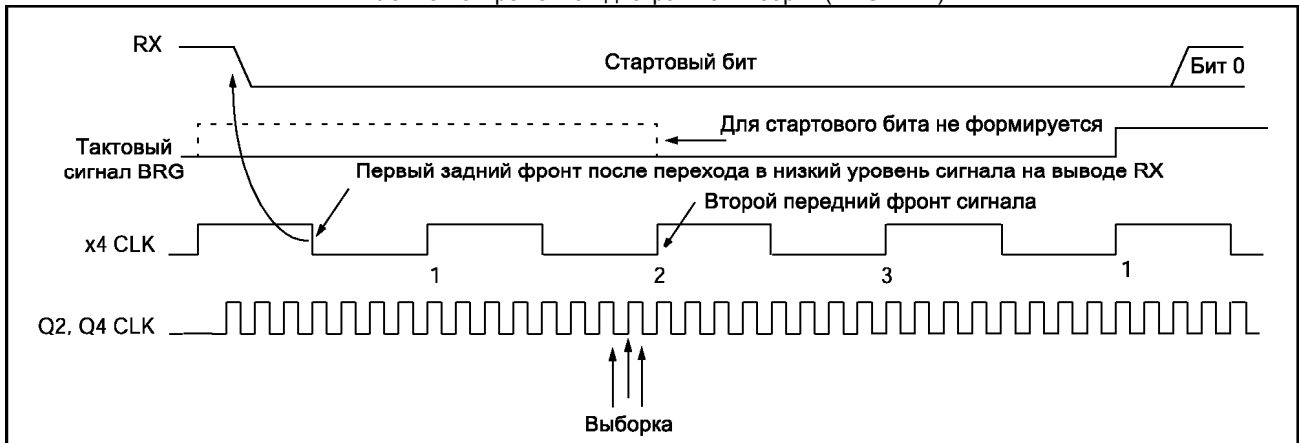 RX
Стартовый бит
Бит 0
Для стартового бита не формируется
Тактовый
сигнал BRG
Первый задний фронт после перехода в низкий уровень сигнала на выводе RX
Второй передний фронт сигнала
x4 CLK
1
2
3
1
Q2, Q4 CLK
Выборка